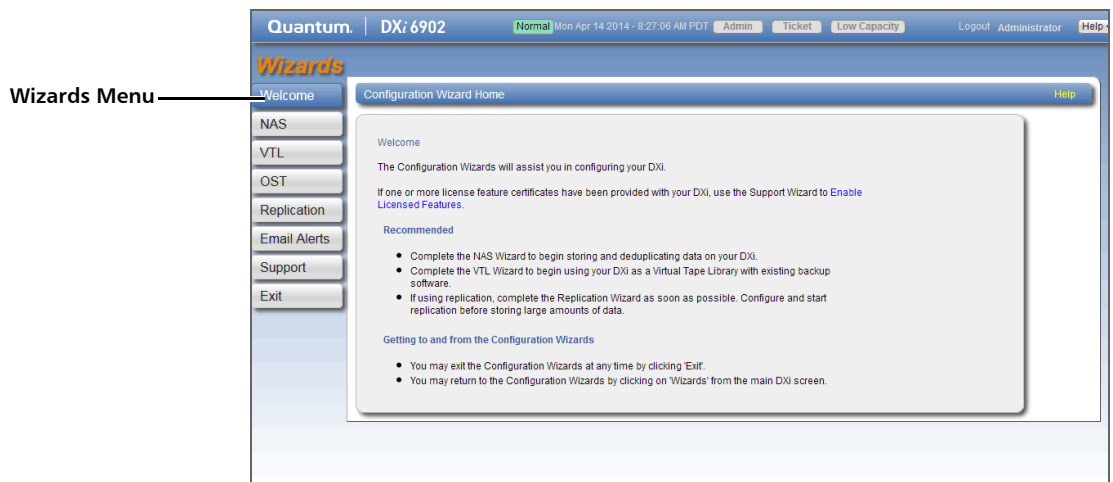 Quantum. DXi 6902 Normal Mon Apr 14 2014 - 8:27:06 AM PDT Admin Ticket Low Capacity Logout Administrator Help
Wizards
Wizards Menu
Welcome
Configuration Wizard Home Help
NAS
VTL
OST
Replication
Email Alerts
Support
Exit
Welcome
The Configuration Wizards will assist you in configuring your DXi.
If one or more license feature certificates have been provided with your DXi, use the Support Wizard to Enable
Licensed Features.
Recommended
• Complete the NAS Wizard to begin storing and deduplicating data on your DXi.
• Complete the VTL Wizard to begin using your DXi as a Virtual Tape Library with existing backup
software.
• If using replication, complete the Replication Wizard as soon as possible. Configure and start
replication before storing large amounts of data.
Getting to and from the Configuration Wizards
• You may exit the Configuration Wizards at any time by clicking 'Exit'.
• You may return to the Configuration Wizards by clicking on 'Wizards' from the main DXi screen.